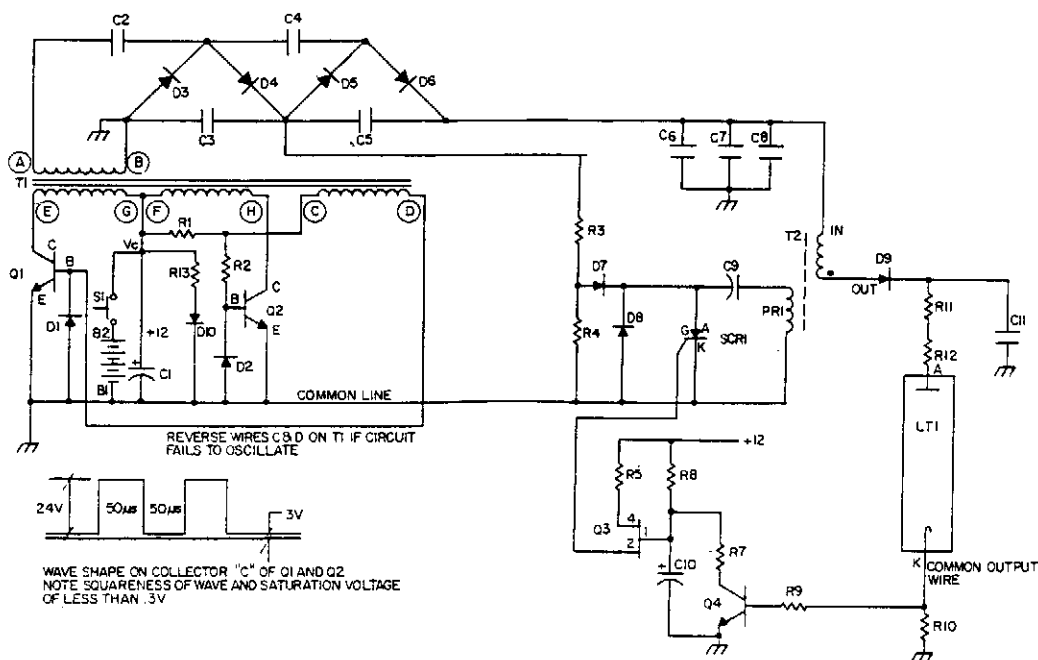 C2
C4
D3
D4
D5
D6
C3
C5
C6
C7
C8
A
B
T1
E
G
F
H
C
D
R1
R3
T2
IN
VC
C
Q1
B
E
R13
R2
C
B
Q2
E
D7
C9
D9
OUT
S1
D1
B2
+12
D10
D2
R4
D8
G
A
K
SCR1
PRI
R11
C11
R12
A
B1
+
C1
COMMON LINE
LT1
REVERSE WIRES C & D ON T1 IF CIRCUIT
FAILS TO OSCILLATE
+12
R5
R8
24V
50µs
50µs
3V
Q3
4
1
2
R7
K
COMMON OUTPUT
WIRE
+
C10
R9
Q4
R10
WAVE SHAPE ON COLLECTOR "C" OF Q1 AND Q2
NOTE SQUARENESS OF WAVE AND SATURATION VOLTAGE
OF LESS THAN .3V